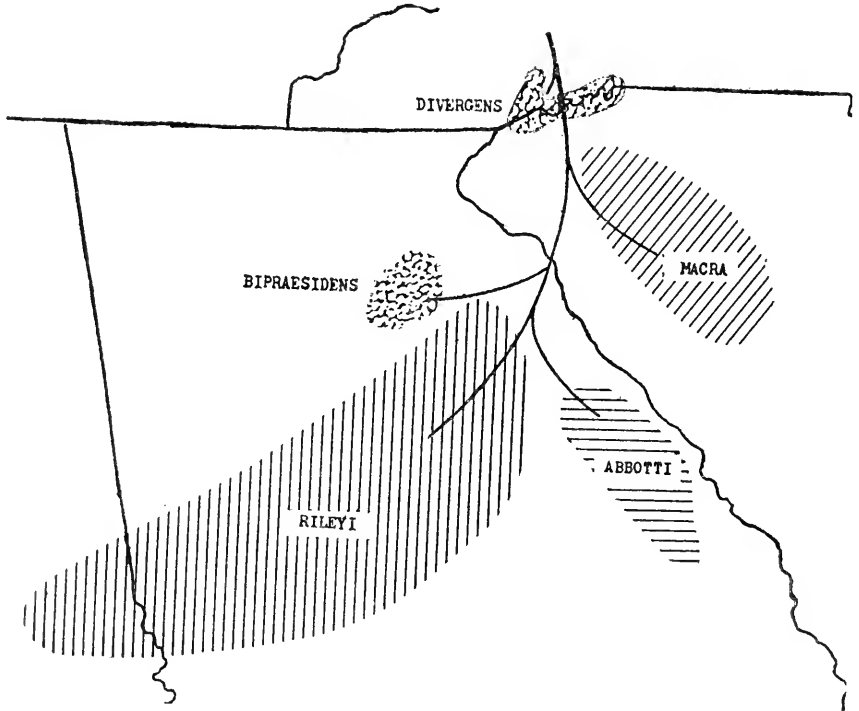 DIVERGENS
MACRA
BIPRAESIDENS
ABBOTTI
RILEYI